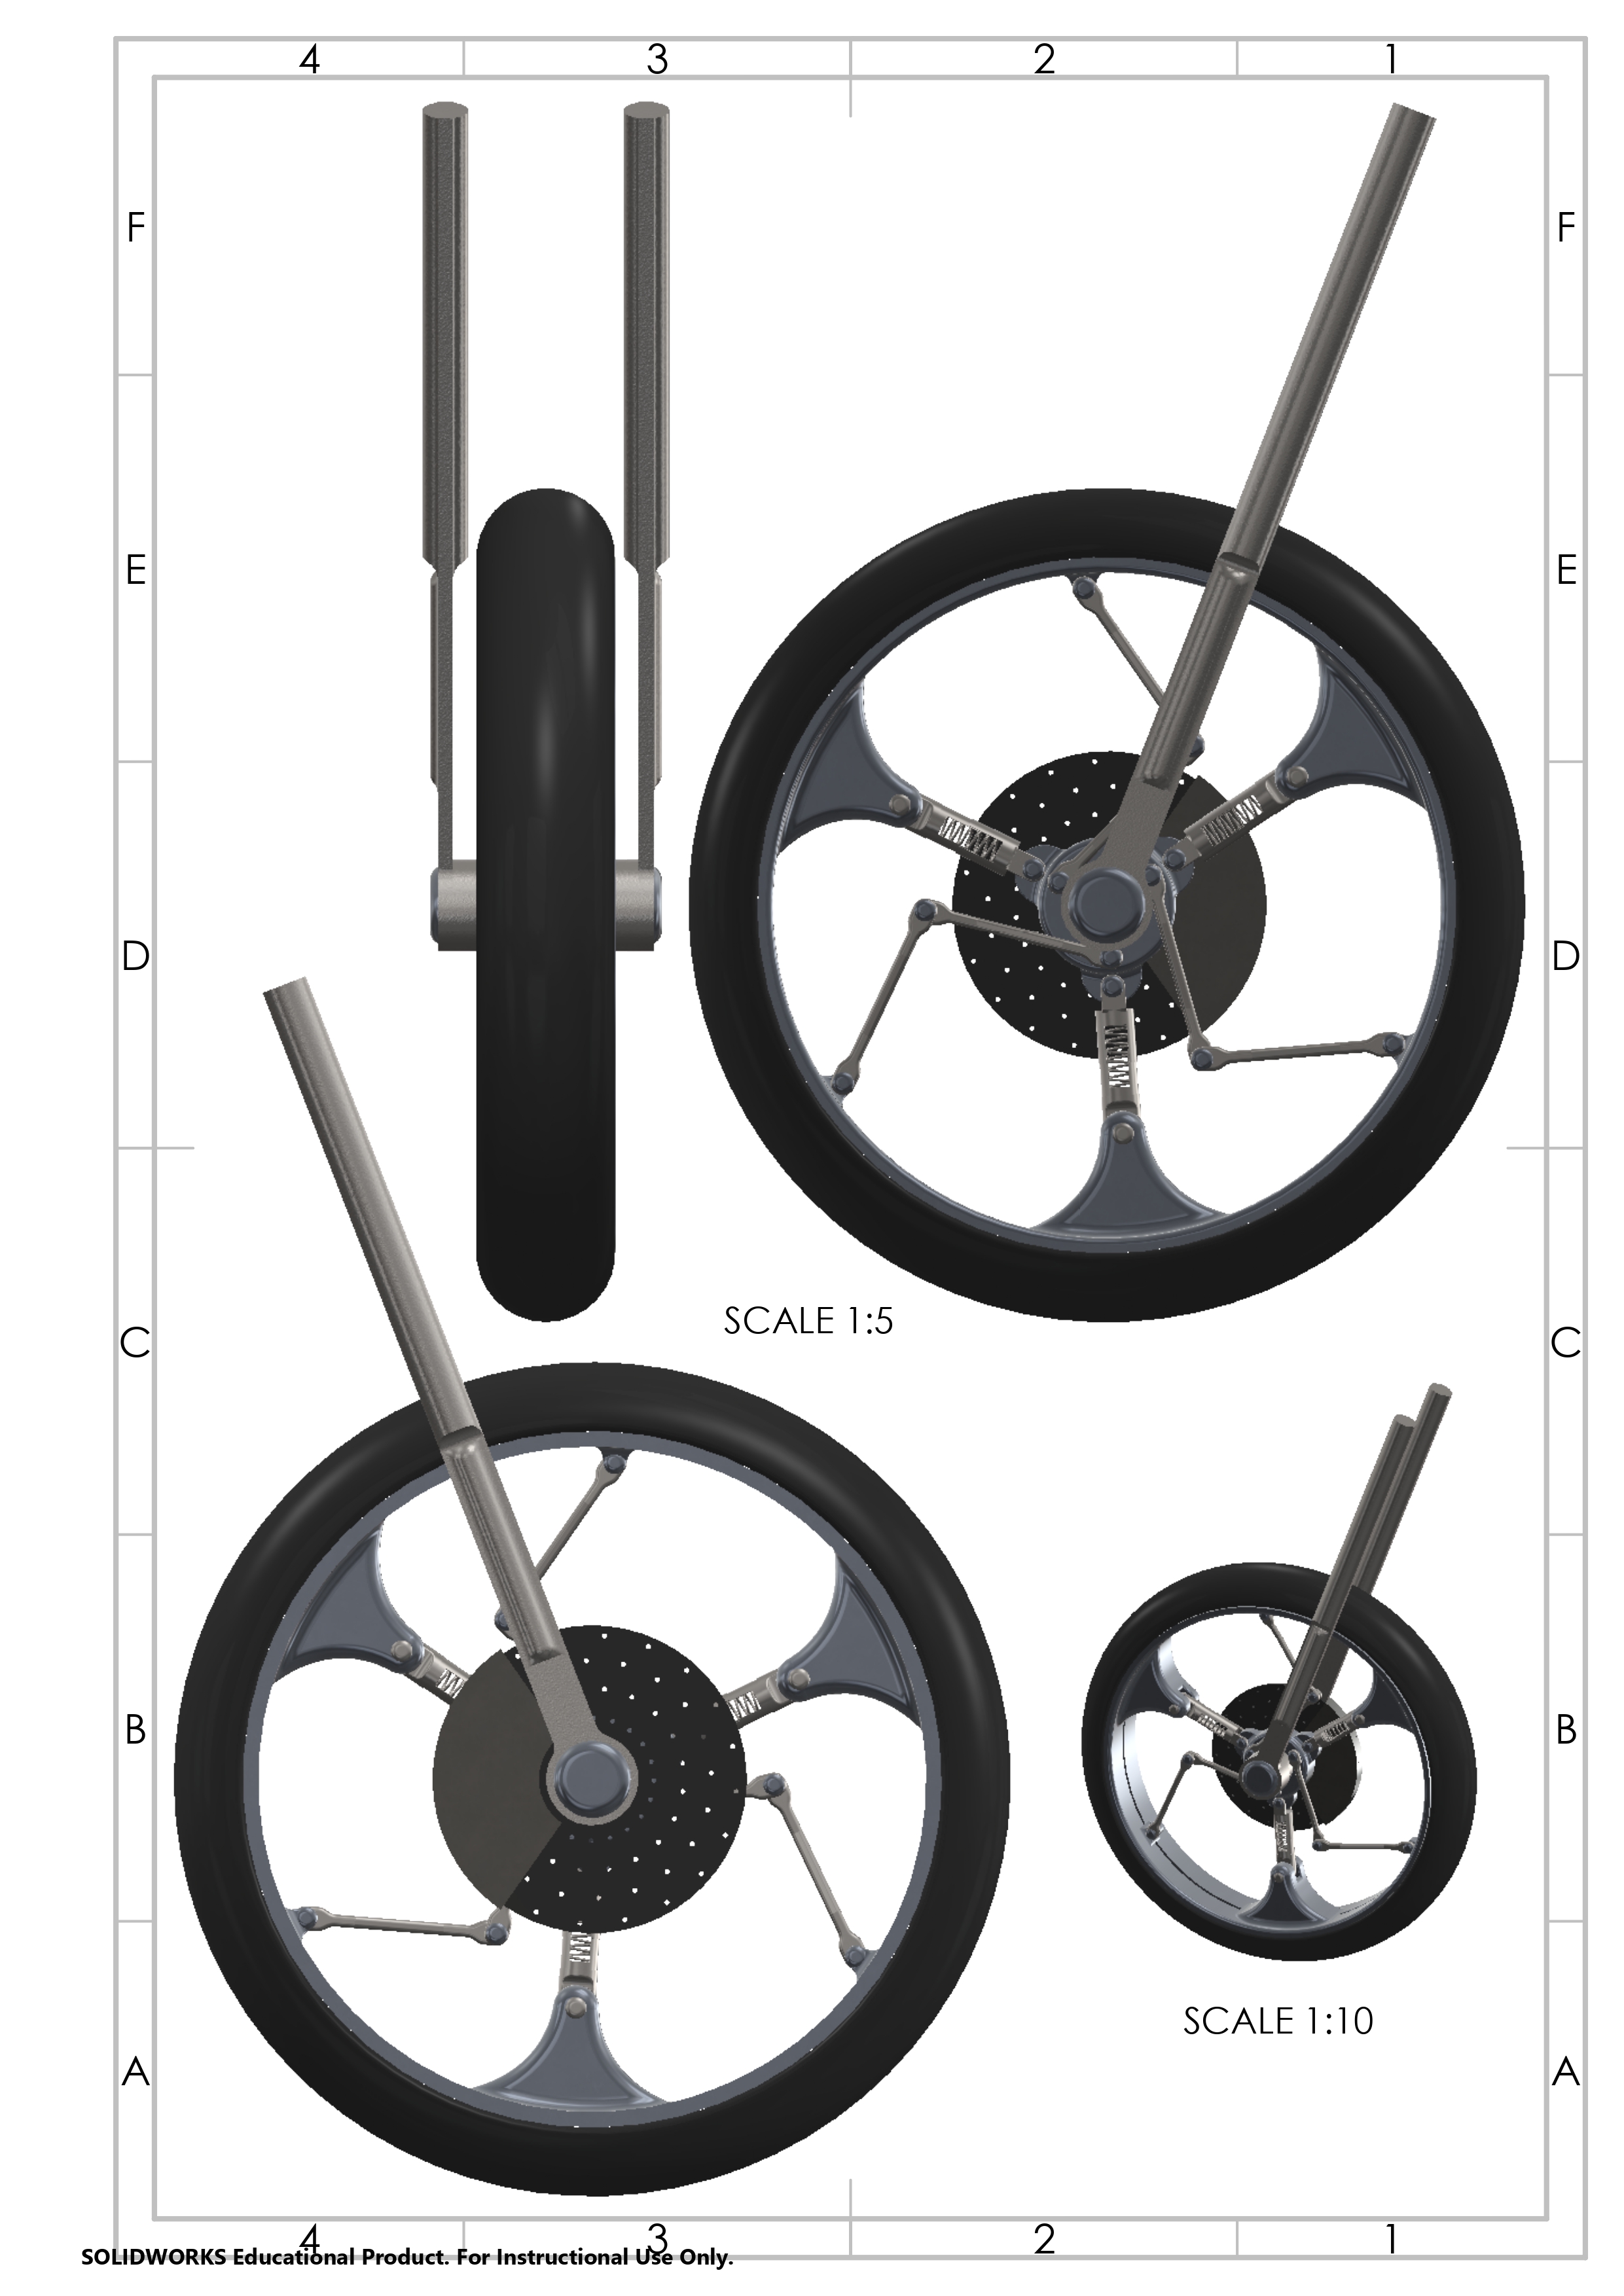 4 3 2 1
F F
E E
D D
SCALE 1:5
C C
B B
SCALE 1:10
A A
4 3 2 1
SOLIDWORKS Educational Product. For Instructional Use Only.